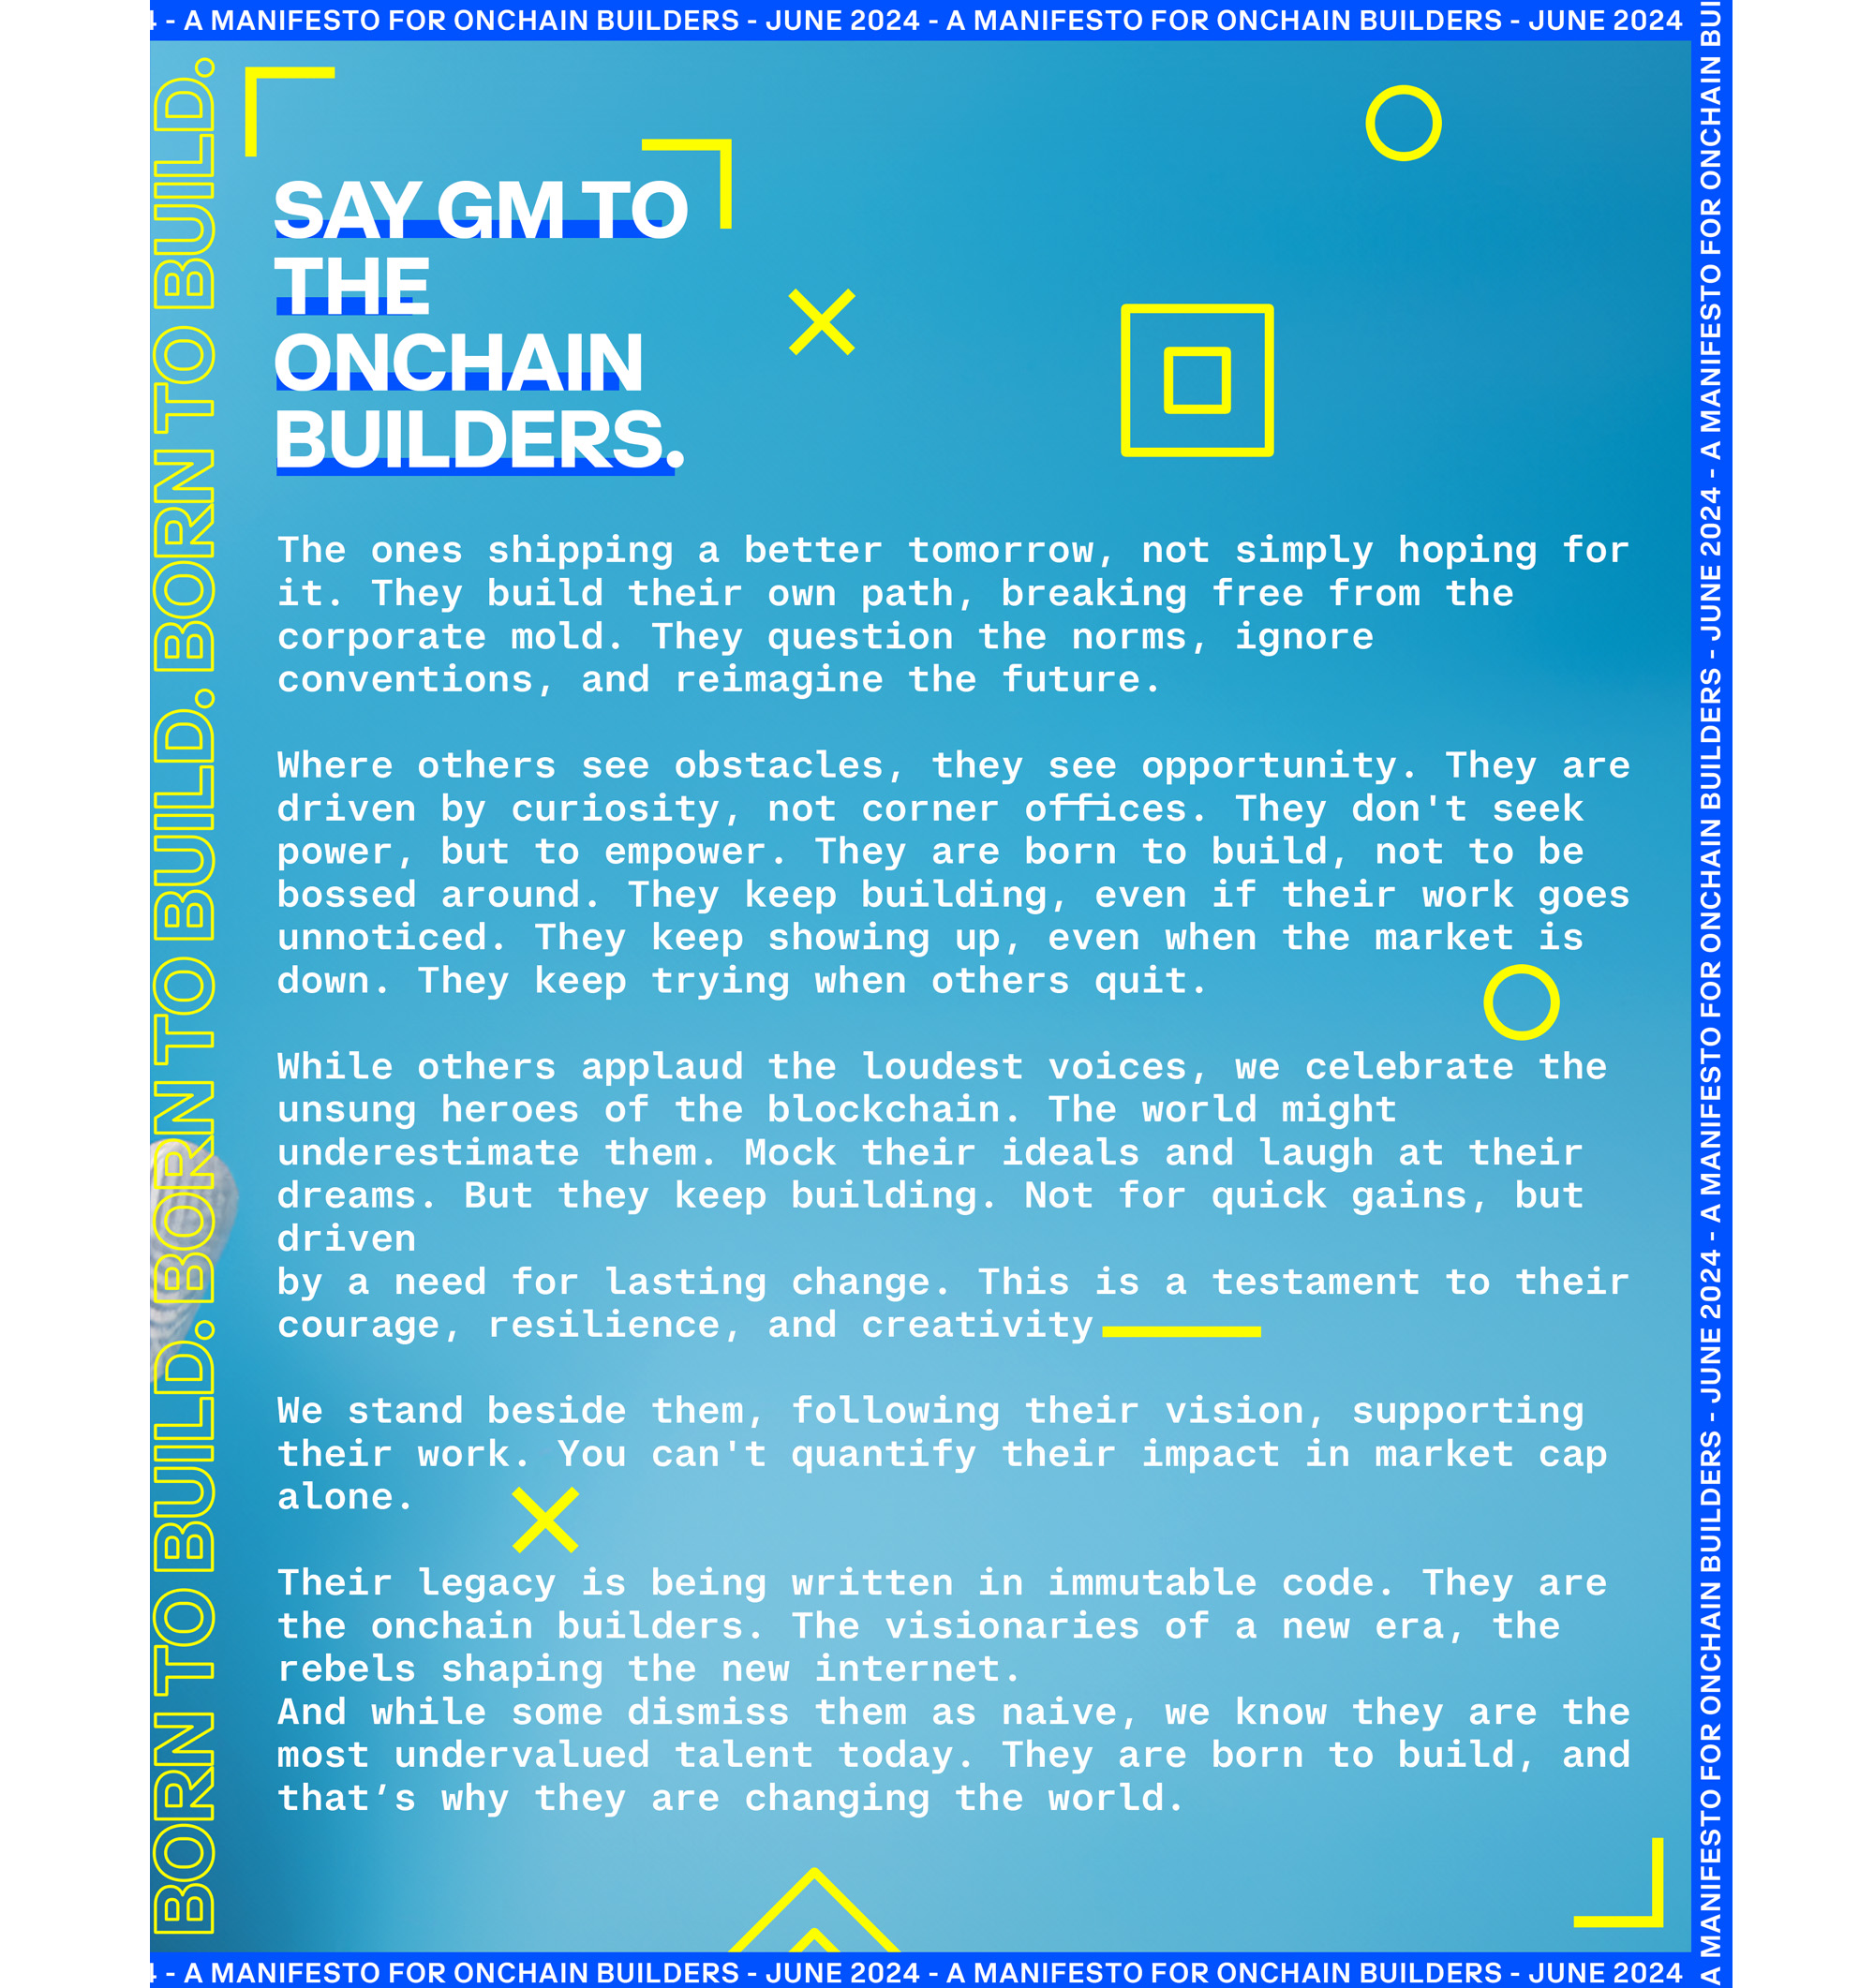 4 - A MANIFESTO FOR ONCHAIN BUILDERS - JUNE 2024 - A MANIFESTO FOR ONCHAIN BUILDERS - JUNE 2024
BORN TO BUILD. BORN TO BUILD. BORN TO BUILD.
SAY GM TO
THE
ONCHAIN
BUILDERS.
The ones shipping a better tomorrow, not simply hoping for
it. They build their own path, breaking free from the
corporate mold. They question the norms, ignore
conventions, and reimagine the future.
Where others see obstacles, they see opportunity. They are
driven by curiosity, not corner offices. They don't seek
power, but to empower. They are born to build, not to be
bossed around. They keep building, even if their work goes
unnoticed. They keep showing up, even when the market is
down. They keep trying when others quit.
While others applaud the loudest voices, we celebrate the
unsung heroes of the blockchain. The world might
underestimate them. Mock their ideals and laugh at their
dreams. But they keep building. Not for quick gains, but
driven
by a need for lasting change. This is a testament to their
courage, resilience, and creativity
We stand beside them, following their vision, supporting
their work. You can't quantify their impact in market cap
alone.
Their legacy is being written in immutable code. They are
the onchain builders. The visionaries of a new era, the
rebels shaping the new internet.
And while some dismiss them as naive, we know they are the
most undervalued talent today. They are born to build, and
that’s why they are changing the world.
A MANIFESTO FOR ONCHAIN BUILDERS - JUNE 2024 - A MANIFESTO FOR ONCHAIN BUILDERS - JUNE 2024 - A MANIFESTO FOR ONCHAIN BUI
4 - A MANIFESTO FOR ONCHAIN BUILDERS - JUNE 2024 - A MANIFESTO FOR ONCHAIN BUILDERS - JUNE 2024